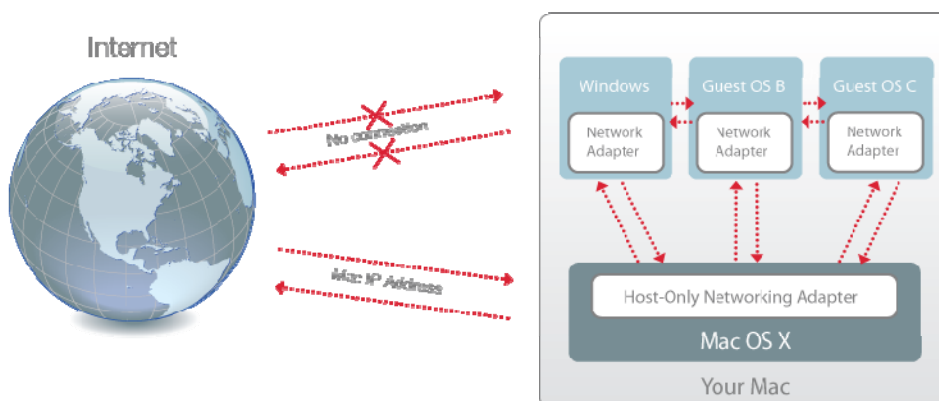 Internet
No connection
Mac IP Address
Windows
Guest OS B
Guest OS C
Network
Adapter
Network
Adapter
Network
Adapter
Host-Only Networking Adapter
Mac OS X
Your Mac